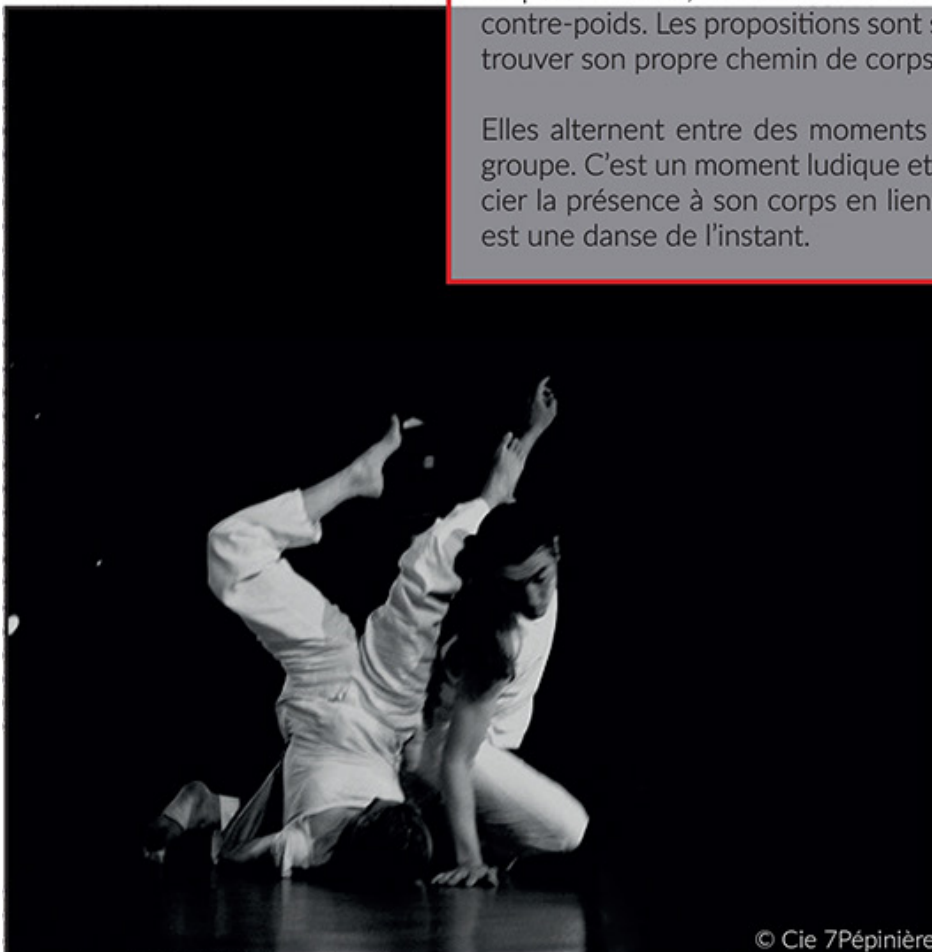 contre-poids. Les propositions sont
trouver son propre chemin de corps
Elles alternent entre des moments
groupe. C’est un moment ludique et
cier la présence à son corps en lien
est une danse de l’instant.
© Cie 7Pépinière